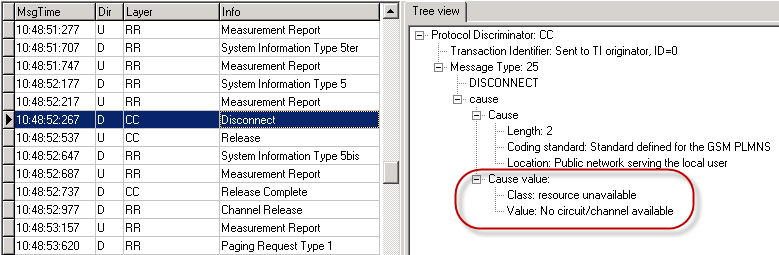 MsgTime Dir Layer Info
10:48:51:277 U RR Measurement Report
10:48:51:707 D RR System Information Type 5ter
10:48:51:747 U RR Measurement Report
10:48:52:177 D RR System Information Type 5
10:48:52:217 U RR Measurement Report
10:48:52:267 D CC Disconnect
10:48:52:537 U CC Release
10:48:52:647 D RR System Information Type 5bis
10:48:52:687 U RR Measurement Report
10:48:52:737 D CC Release Complete
10:48:52:977 D RR Channel Release
10:48:53:157 U RR Measurement Report
10:48:53:620 D RR Paging Request Type 1
Tree view
Protocol Discriminator: CC
Transaction Identifier: Sent to TI originator, ID=0
Message Type: 25
DISCONNECT
cause
Cause
Length: 2
Coding standard: Standard defined for the GSM PLMNS
Location: Public network serving the local user
Cause value:
Class: resource unavailable
Value: No circuit/channel available